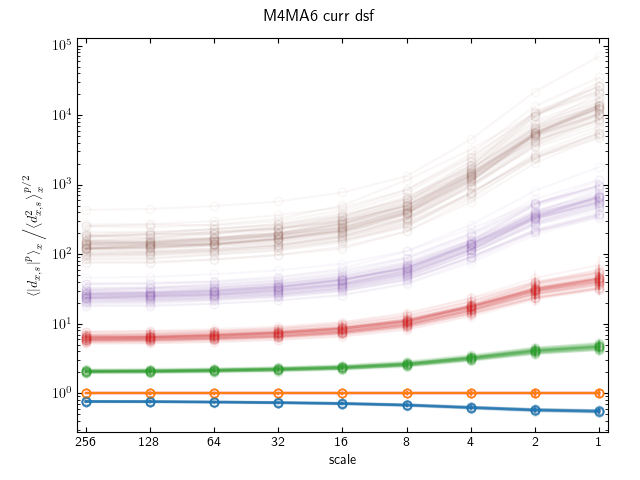 M4MA6 curr dsf
10^5
10^4
10^3
10^2
10^1
10^0
⟨|d_{x,s}|^p⟩_x / ⟨d_{x,s}^2⟩_x^{p/2}
256 128 64 32 16 8 4 2 1
scale